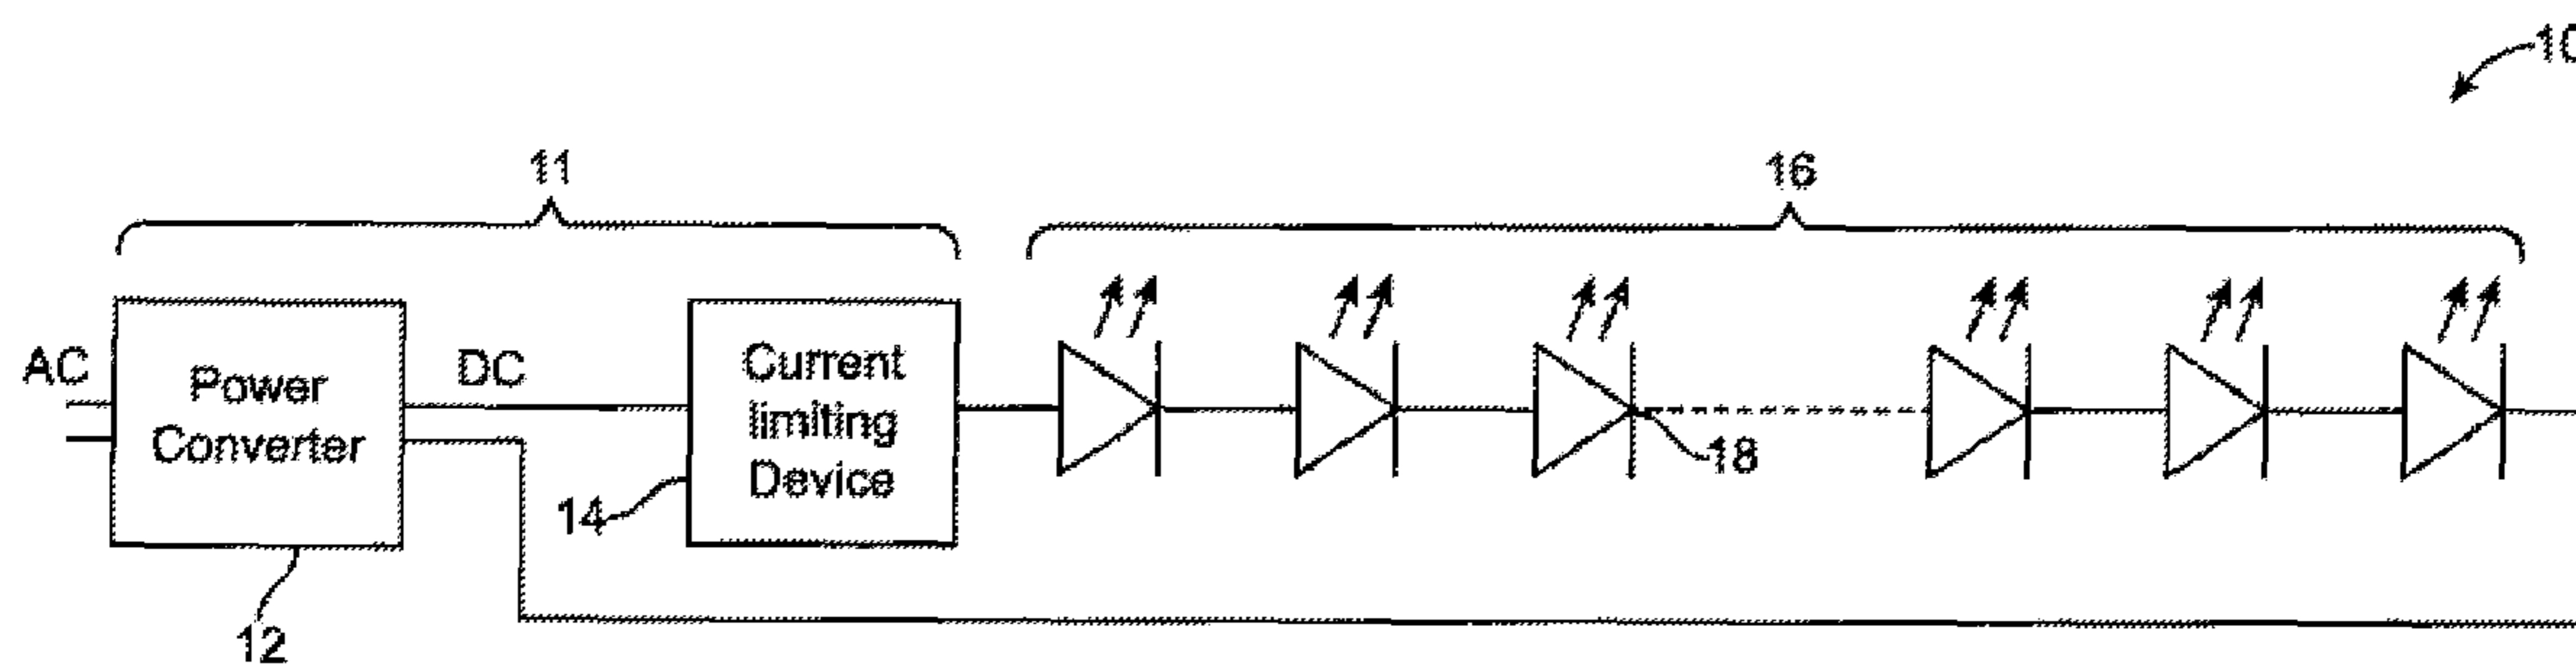 10
11
16
AC
Power
Converter
DC
Current
limiting
Device
14
18
12